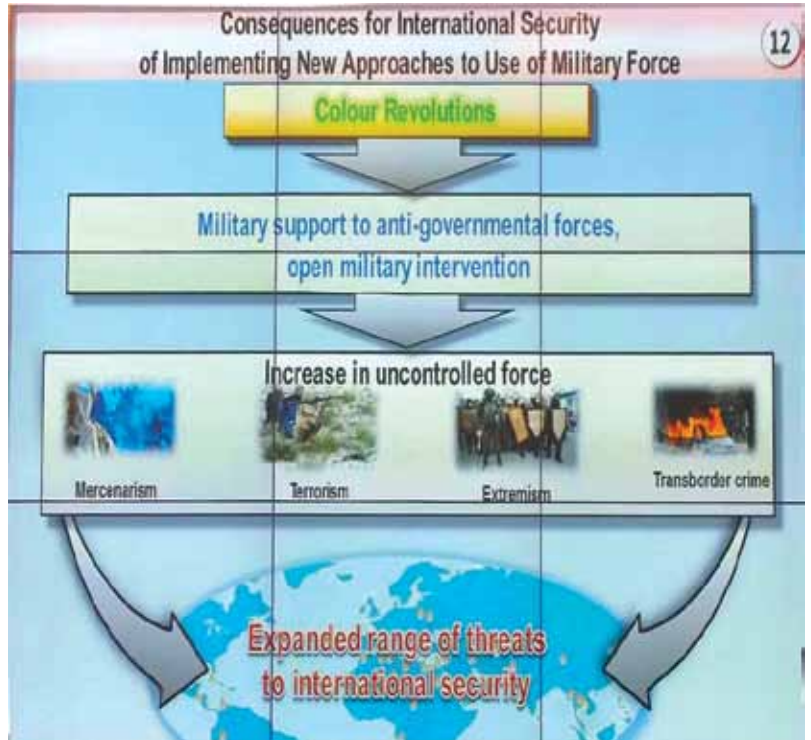 Consequences for International Security
of Implementing New Approaches to Use of Military Force
12
Colour Revolutions
Military support to anti-governmental forces,
open military intervention
Increase in uncontrolled force
Mercenarism
Terrorism
Extremism
Transborder crime
Expanded range of threats
to international security